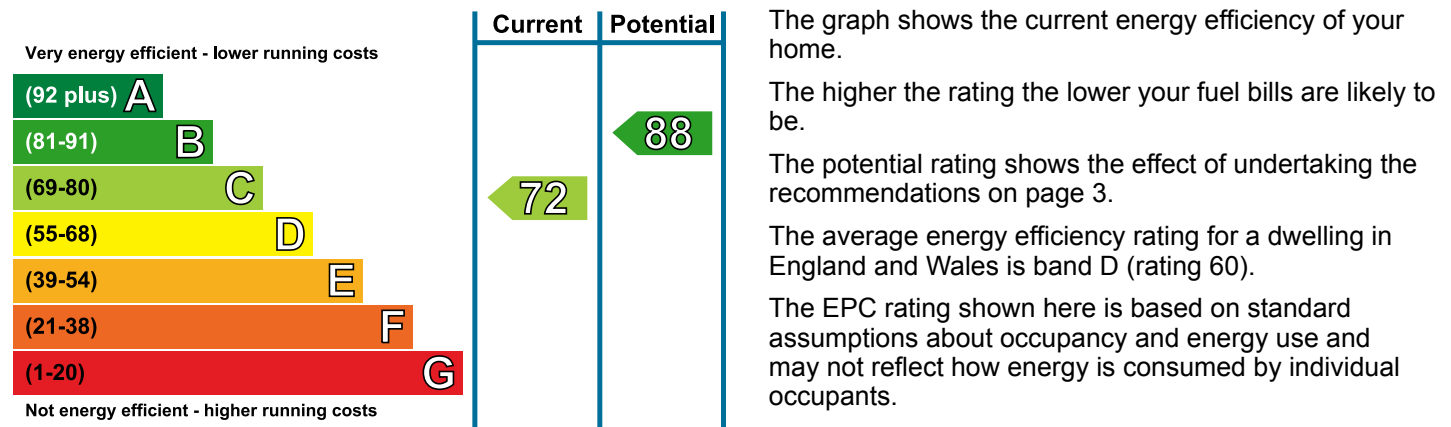 Current Potential
Very energy efficient - lower running costs
(92 plus) A
(81-91) B
88
(69-80) C
72
(55-68) D
(39-54) E
(21-38) F
(1-20) G
Not energy efficient - higher running costs
The graph shows the current energy efficiency of your
home.
The higher the rating the lower your fuel bills are likely to
be.
The potential rating shows the effect of undertaking the
recommendations on page 3.
The average energy efficiency rating for a dwelling in
England and Wales is band D (rating 60).
The EPC rating shown here is based on standard
assumptions about occupancy and energy use and
may not reflect how energy is consumed by individual
occupants.